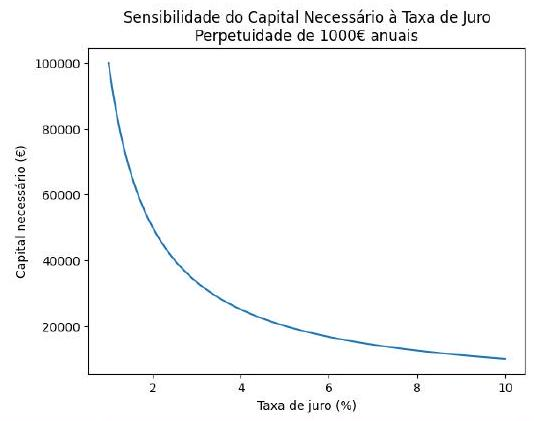 Sensibilidade do Capital Necessário à Taxa de Juro
Perpetuidade de 1000€ anuais
Capital necessário (€)
100000
80000
60000
40000
20000
2
4
6
8
10
Taxa de juro (%)